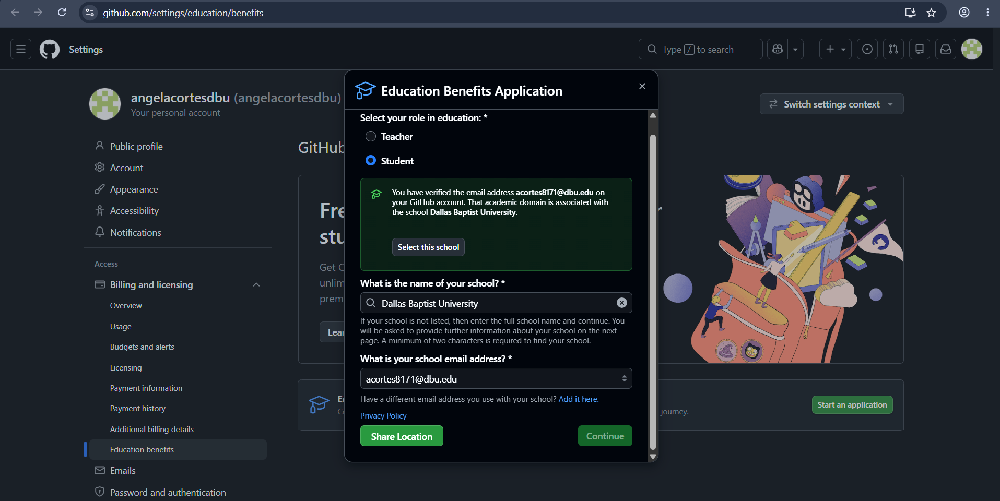 github.com/settings/education/benefits
Settings
Type / to search
angelacortesdbu (angelacortesdbu)
Your personal account
Switch settings context
Public profile
Account
Appearance
Accessibility
Notifications
Access
Billing and licensing
Overview
Usage
Budgets and alerts
Licensing
Payment information
Payment history
Additional billing details
Education benefits
Emails
Password and authentication
GitHub
Education Benefits Application
Select your role in education: *
Teacher
Student
You have verified the email address acortes8171@dbu.edu on
your GitHub account. That academic domain is associated with
the school Dallas Baptist University.
Select this school
What is the name of your school? *
Dallas Baptist University
If your school is not listed, then enter the full school name and continue. You
will be asked to provide further information about your school on the next
page. A minimum of two characters is required to find your school.
What is your school email address? *
acortes8171@dbu.edu
Have a different email address you use with your school? Add it here.
Privacy Policy
Share Location
Continue
journey.
Start an application